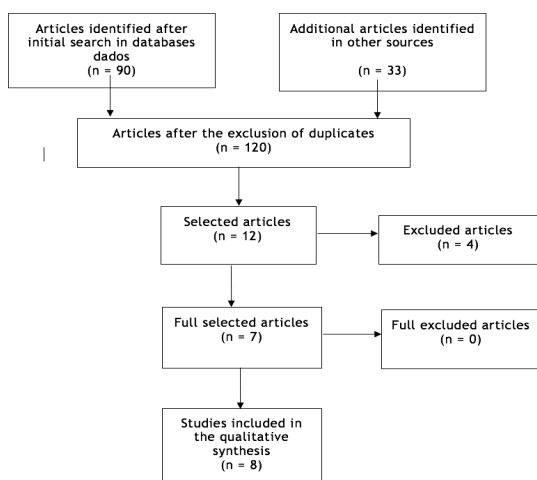 Articles identified after
initial search in databases
dados
(n = 90)
Additional articles identified
in other sources
(n = 33)
Articles after the exclusion of duplicates
(n = 120)
Selected articles
(n = 12)
Excluded articles
(n = 4)
Full selected articles
(n = 7)
Full excluded articles
(n = 0)
Studies included in
the qualitative
synthesis
(n = 8)